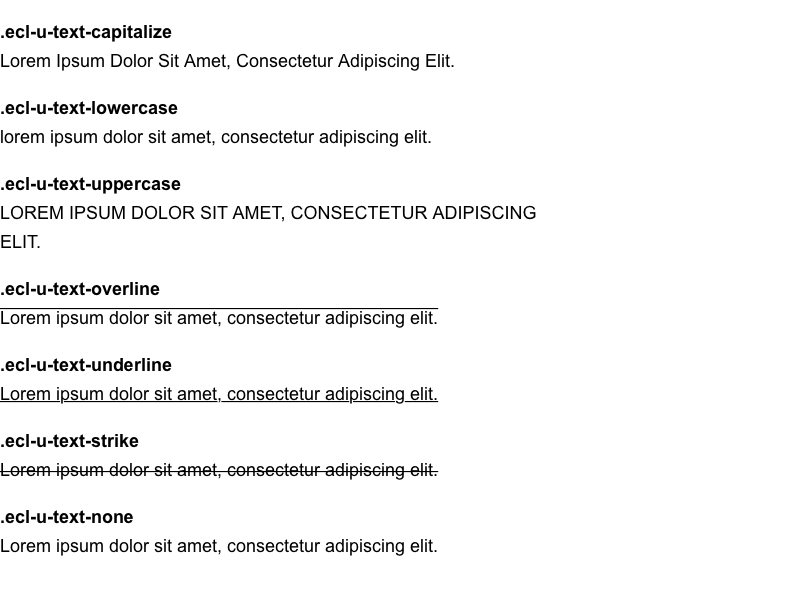 .ecl-u-text-capitalize
Lorem Ipsum Dolor Sit Amet, Consectetur Adipiscing Elit.
.ecl-u-text-lowercase
lorem ipsum dolor sit amet, consectetur adipiscing elit.
.ecl-u-text-uppercase
LOREM IPSUM DOLOR SIT AMET, CONSECTETUR ADIPISCING
ELIT.
.ecl-u-text-overline
Lorem ipsum dolor sit amet, consectetur adipiscing elit.
.ecl-u-text-underline
Lorem ipsum dolor sit amet, consectetur adipiscing elit.
.ecl-u-text-strike
Lorem ipsum dolor sit amet, consectetur adipiscing elit.
.ecl-u-text-none
Lorem ipsum dolor sit amet, consectetur adipiscing elit.